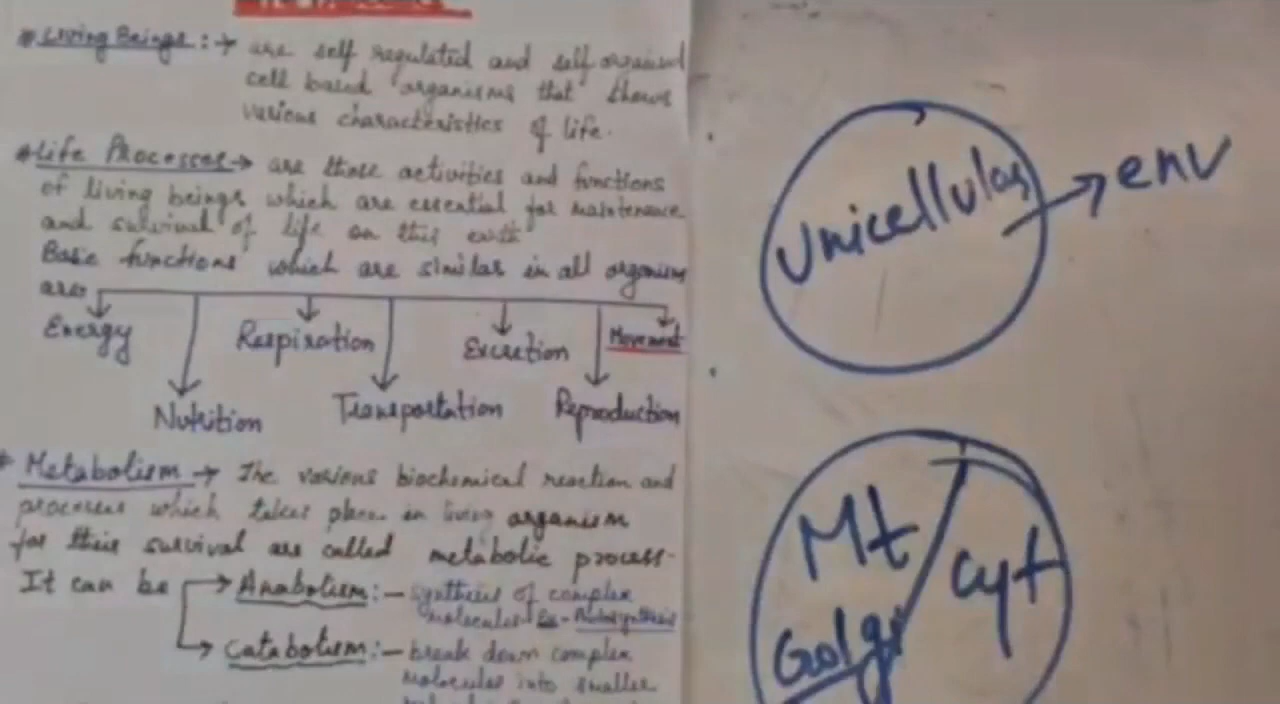 * Living Beings :→ are self regulated and self organised
cell based organisms that shows
various characteristics of life.
* Life Processes → are those activities and functions
of living beings which are essential for maintenance
and survival of life on this earth
Basic functions which are similar in all organism
are
Energy
Respiration
Excretion
Movement
Nutrition
Transportation
Reproduction
* Metabolism → The various biochemical reaction and
processes which takes place in living organism
for their survival are called metabolic process.
It can be → Anabolism :- synthesis of complex
molecules Ex - Photosynthesis
→ Catabolism :- break down complex
molecules into smaller
Unicellular → env
Mt
Cyt
Golgi